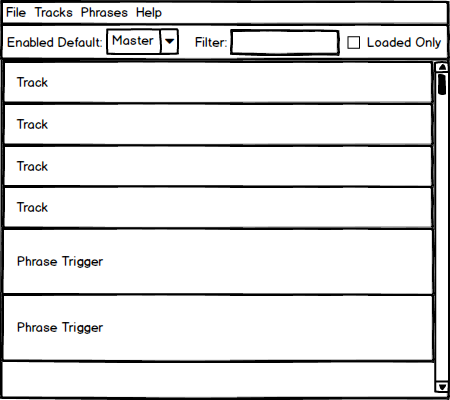 File Tracks Phrases Help
Enabled Default: Master Filter: Loaded Only
Track
Track
Track
Track
Phrase Trigger
Phrase Trigger